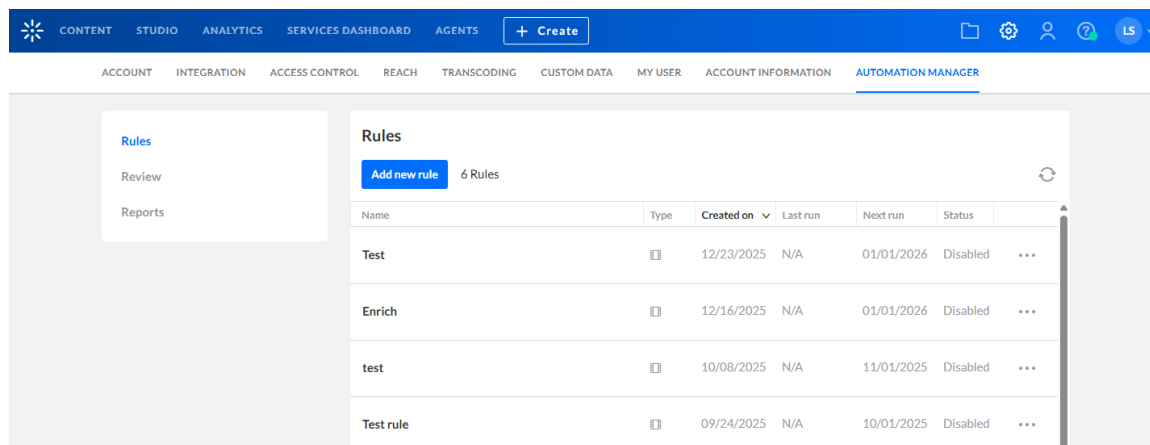 CONTENT STUDIO ANALYTICS SERVICES DASHBOARD AGENTS + Create LS
ACCOUNT INTEGRATION ACCESS CONTROL REACH TRANSCODING CUSTOM DATA MY USER ACCOUNT INFORMATION AUTOMATION MANAGER
Rules
Review
Reports
Rules
Add new rule 6 Rules
Name Type Created on Last run Next run Status
Test 12/23/2025 N/A 01/01/2026 Disabled
Enrich 12/16/2025 N/A 01/01/2026 Disabled
test 10/08/2025 N/A 11/01/2025 Disabled
Test rule 09/24/2025 N/A 10/01/2025 Disabled